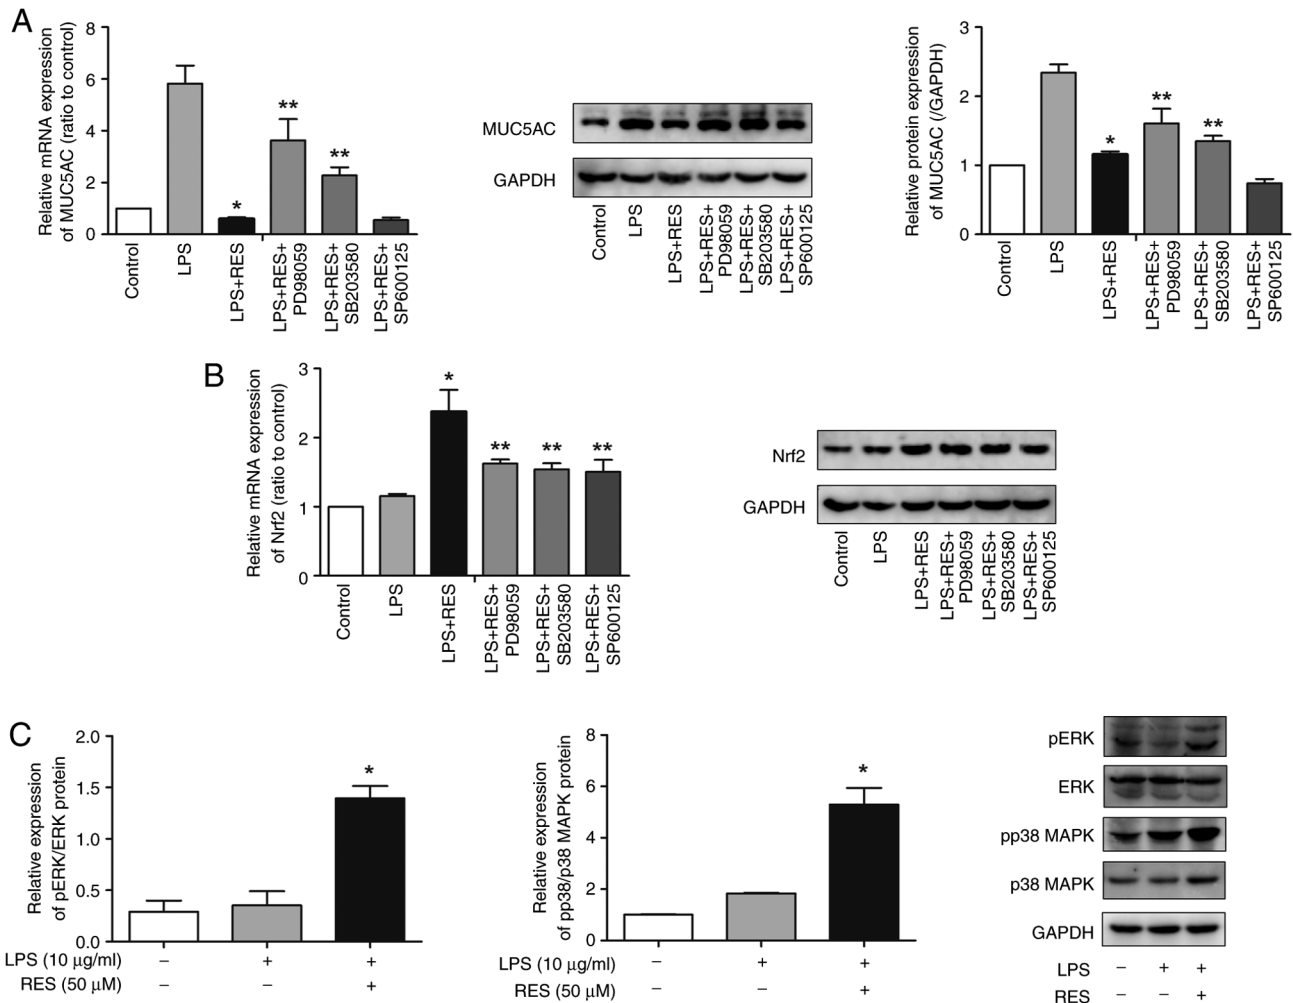 A
Relative mRNA expression
of MUC5AC (ratio to control)
8
6
4
2
0
**
**
*
Control
LPS
LPS+RES
LPS+RES+
PD98059
LPS+RES+
SB203580
LPS+RES+
SP600125
MUC5AC
GAPDH
Control
LPS
LPS+RES
LPS+RES+
PD98059
LPS+RES+
SB203580
LPS+RES+
SP600125
Relative protein expression
of MUC5AC (/GAPDH)
3
2
1
0
**
**
*
Control
LPS
LPS+RES
LPS+RES+
PD98059
LPS+RES+
SB203580
LPS+RES+
SP600125
B
Relative mRNA expression
of Nrf2 (ratio to control)
3
2
1
0
*
** ** **
Control
LPS
LPS+RES
LPS+RES+
PD98059
LPS+RES+
SB203580
LPS+RES+
SP600125
Nrf2
GAPDH
Control
LPS
LPS+RES
LPS+RES+
PD98059
LPS+RES+
SB203580
LPS+RES+
SP600125
C
Relative expression
of pERK/ERK protein
2.0
1.5
1.0
0.5
0.0
*
LPS (10 μg/ml) – + +
RES (50 μM) – – +
Relative expression
of pp38/p38 MAPK protein
8
6
4
2
0
*
LPS (10 μg/ml) – + +
RES (50 μM) – – +
pERK
ERK
pp38 MAPK
p38 MAPK
GAPDH
LPS – + +
RES – – +